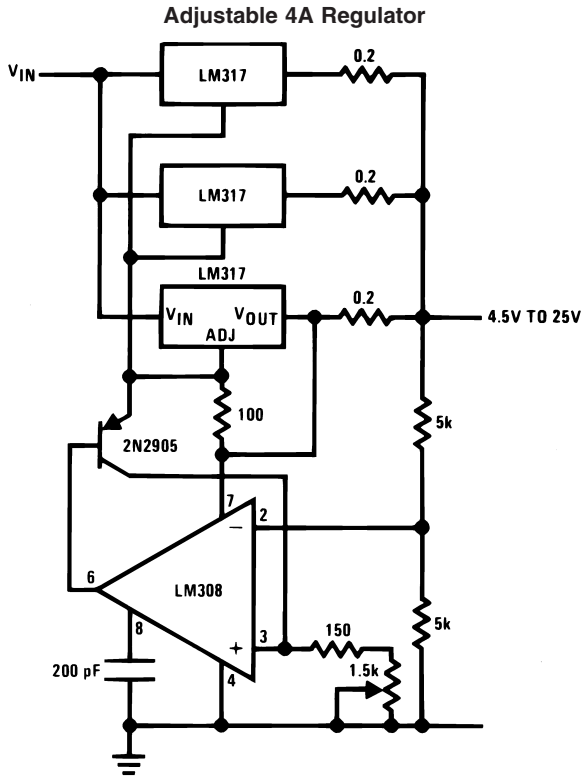 Adjustable 4A Regulator
VIN
LM317
0.2
LM317
0.2
LM317
VIN
VOUT
ADJ
0.2
4.5V TO 25V
100
5k
2N2905
7
2
−
6
LM308
8
+
3
150
5k
1.5k
200 pF
4